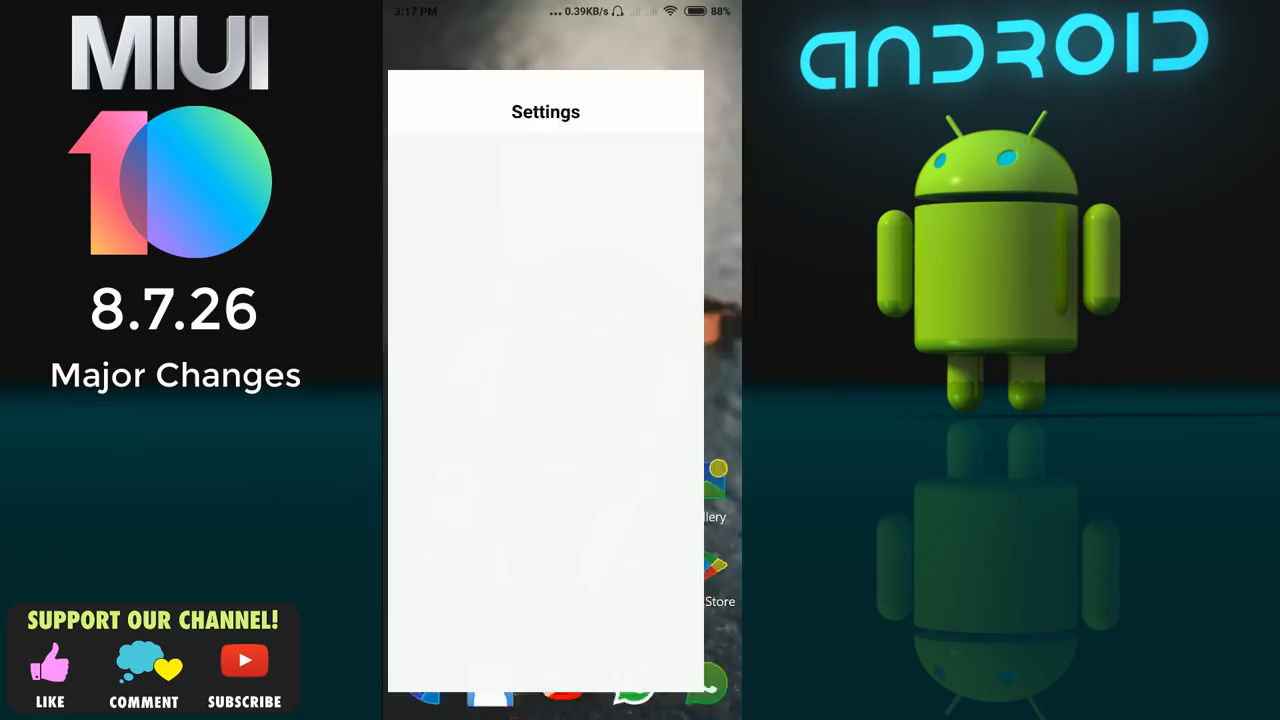 MIUI
10
8.7.26
Major Changes
SUPPORT OUR CHANNEL!
LIKE
COMMENT
SUBSCRIBE
3:17 PM
... 0.39KB/s
88%
Settings
llery
Store
ANDROID